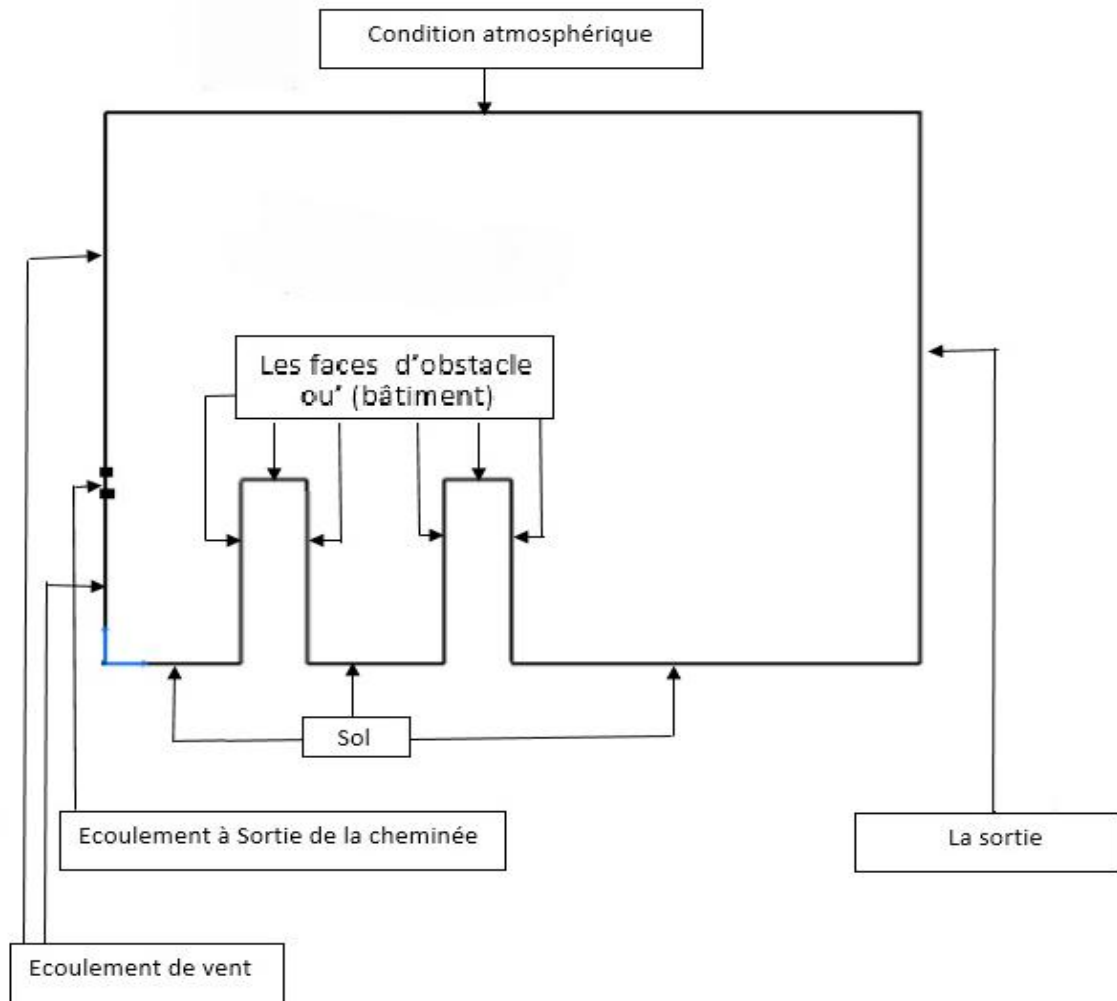 Condition atmosphérique
Les faces d'obstacle
ou' (bâtiment)
Sol
Ecoulement à Sortie de la cheminée
La sortie
Ecoulement de vent